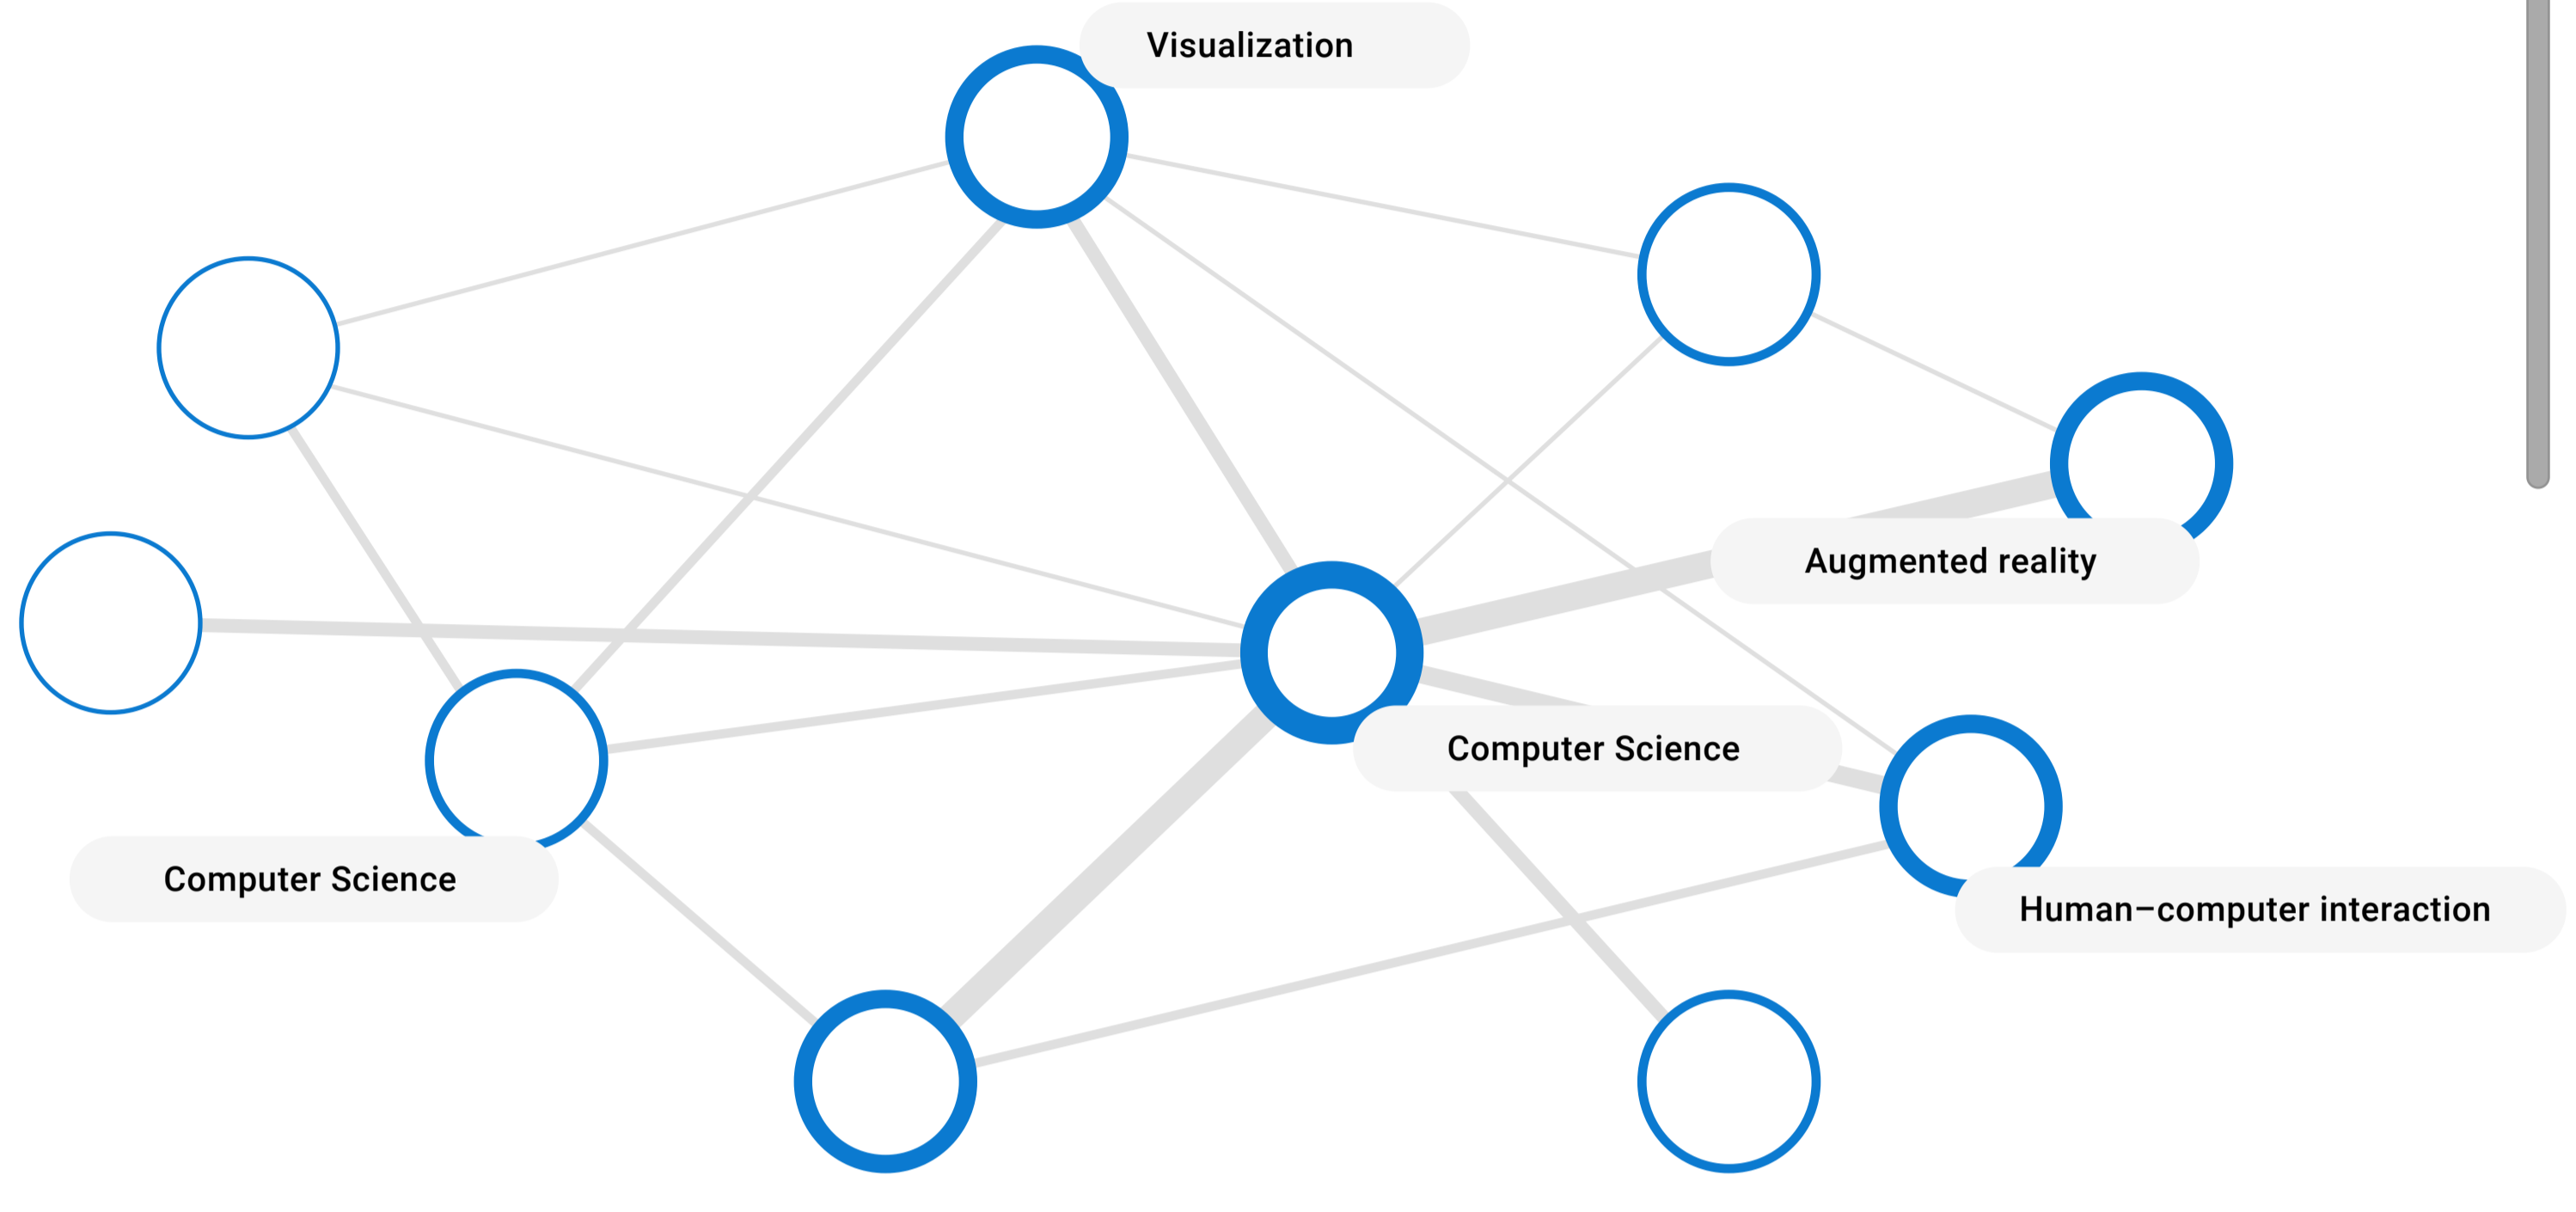 Visualization
Augmented reality
Computer Science
Computer Science
Human–computer interaction